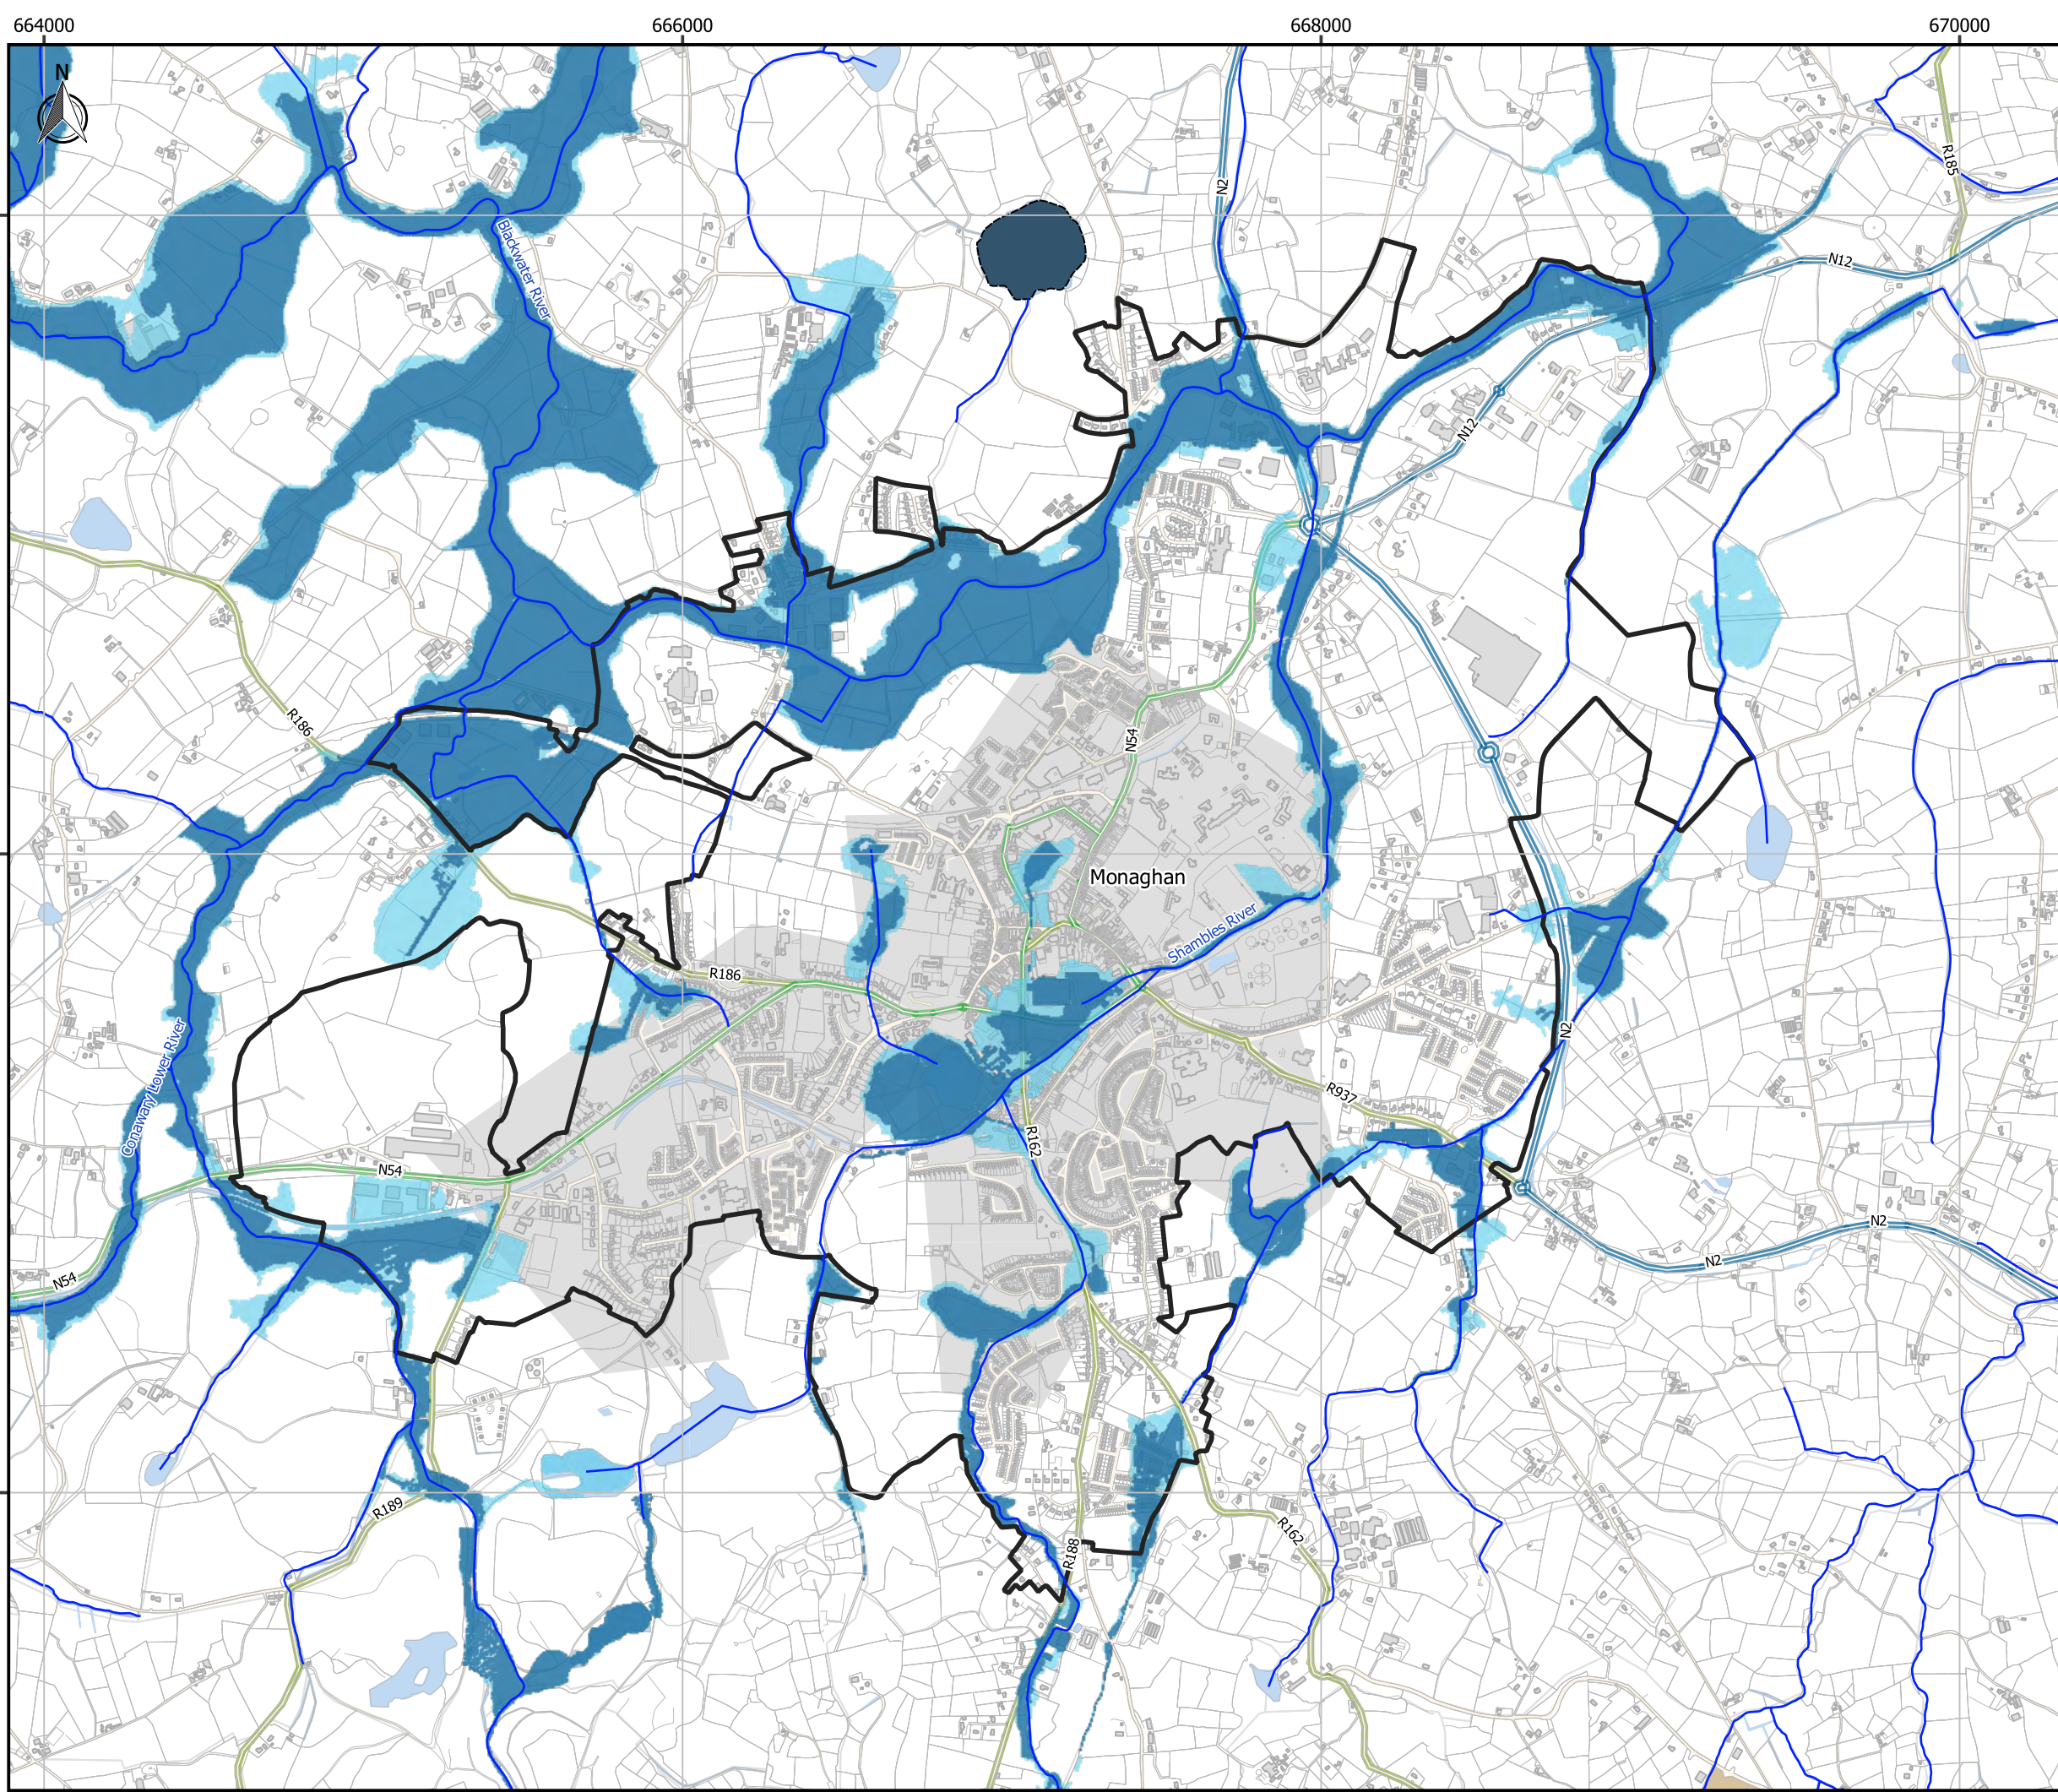 664000
666000
668000
670000
N
R185
N2
Blackwater River
N12
N12
R186
N54
Monaghan
Shambles River
R186
Conawary Lower River
N2
R937
R162
N54
N2
N2
N54
R189
R162
R188